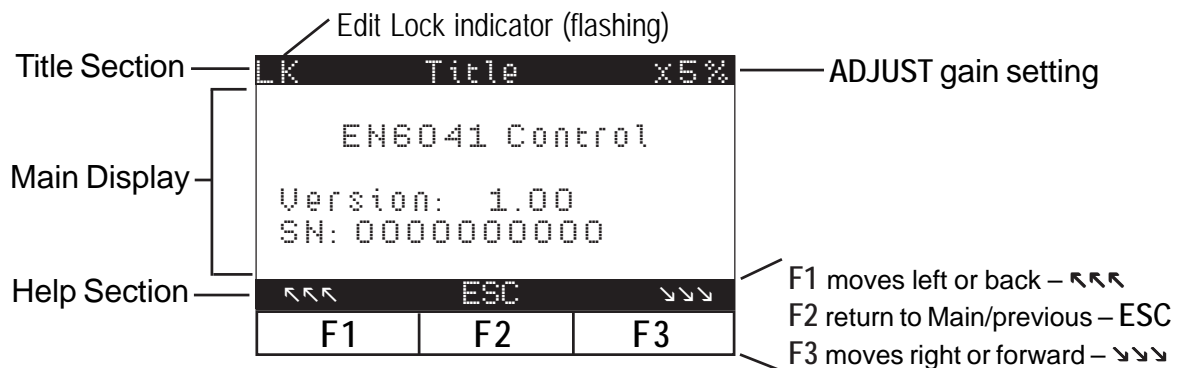 Edit Lock indicator (flashing)
Title Section
LK Title X5%
ADJUST gain setting
EN6041 Control
Main Display
Version: 1.00
SN: 0000000000
Help Section
↖↖↖ ESC ↘↘↘
F1 F2 F3
F1 moves left or back – ↖↖↖
F2 return to Main/previous – ESC
F3 moves right or forward – ↘↘↘